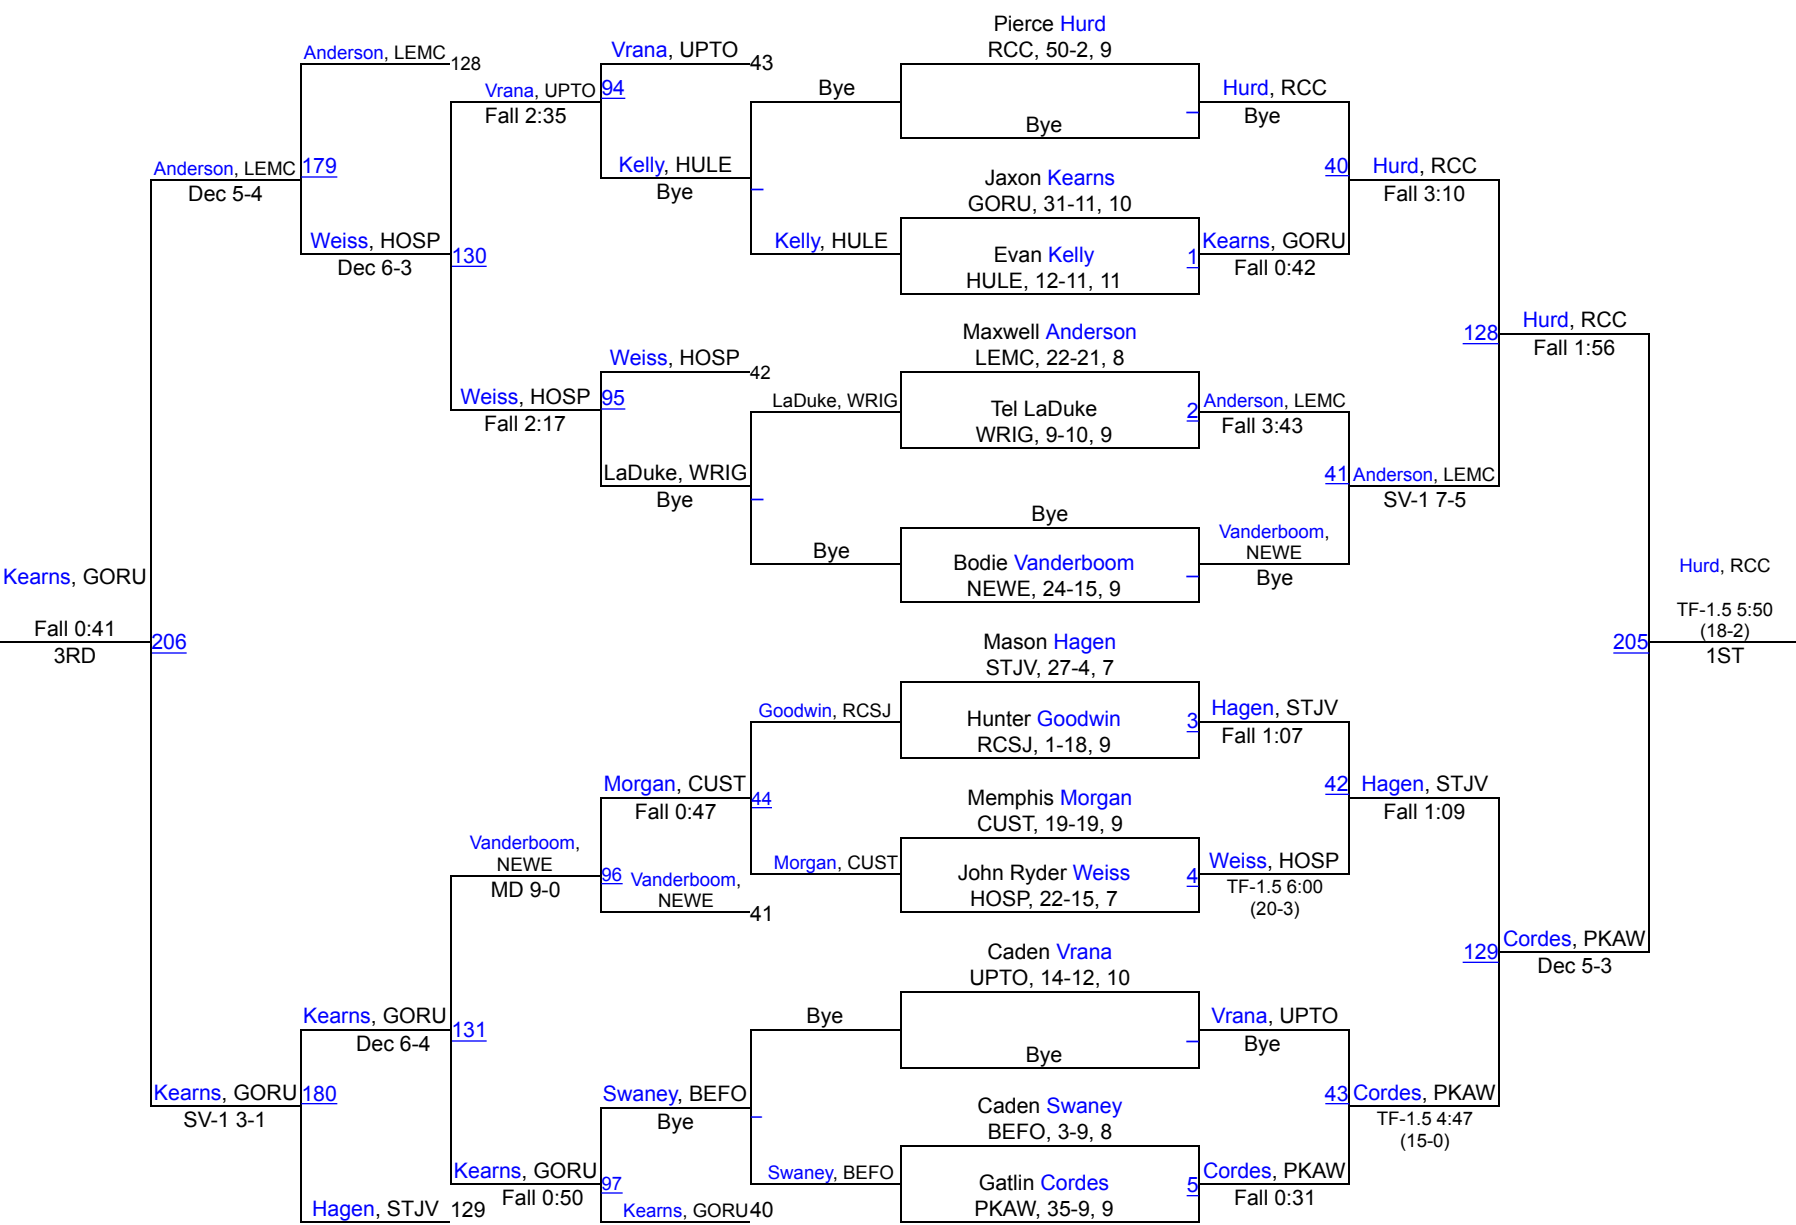 Pierce Hurd
RCC, 50-2, 9
Anderson, LEMC
128
Vrana, UPTO
43
Vrana, UPTO
94
Fall 2:35
Bye
Hurd, RCC
Bye
Bye
Anderson, LEMC
179
Dec 5-4
Kelly, HULE
Bye
Jaxon Kearns
GORU, 31-11, 10
40
Hurd, RCC
Fall 3:10
Weiss, HOSP
Dec 6-3
130
Kelly, HULE
Evan Kelly
HULE, 12-11, 11
1
Kearns, GORU
Fall 0:42
Maxwell Anderson
LEMC, 22-21, 8
128
Hurd, RCC
Fall 1:56
Weiss, HOSP
42
Weiss, HOSP
95
Fall 2:17
LaDuke, WRIG
Tel LaDuke
WRIG, 9-10, 9
2
Anderson, LEMC
Fall 3:43
LaDuke, WRIG
Bye
41
Anderson, LEMC
SV-1 7-5
Bye
Bye
Bodie Vanderboom
NEWE, 24-15, 9
Vanderboom,
NEWE
Bye
Kearns, GORU
Fall 0:41
3RD
206
Hurd, RCC
TF-1.5 5:50
(18-2)
1ST
205
Mason Hagen
STJV, 27-4, 7
Goodwin, RCSJ
Hunter Goodwin
RCSJ, 1-18, 9
3
Hagen, STJV
Fall 1:07
Morgan, CUST
Fall 0:47
44
Memphis Morgan
CUST, 19-19, 9
42
Hagen, STJV
Fall 1:09
Vanderboom,
NEWE
MD 9-0
96
Vanderboom,
NEWE
41
Morgan, CUST
John Ryder Weiss
HOSP, 22-15, 7
4
Weiss, HOSP
TF-1.5 6:00
(20-3)
Caden Vrana
UPTO, 14-12, 10
129
Cordes, PKAW
Dec 5-3
Kearns, GORU
Dec 6-4
131
Bye
Bye
Vrana, UPTO
Bye
Kearns, GORU
SV-1 3-1
180
Swaney, BEFO
Bye
Caden Swaney
BEFO, 3-9, 8
43
Cordes, PKAW
TF-1.5 4:47
(15-0)
Kearns, GORU
Fall 0:50
97
Swaney, BEFO
Gatlin Cordes
PKAW, 35-9, 9
5
Cordes, PKAW
Fall 0:31
Hagen, STJV
129
Kearns, GORU
40